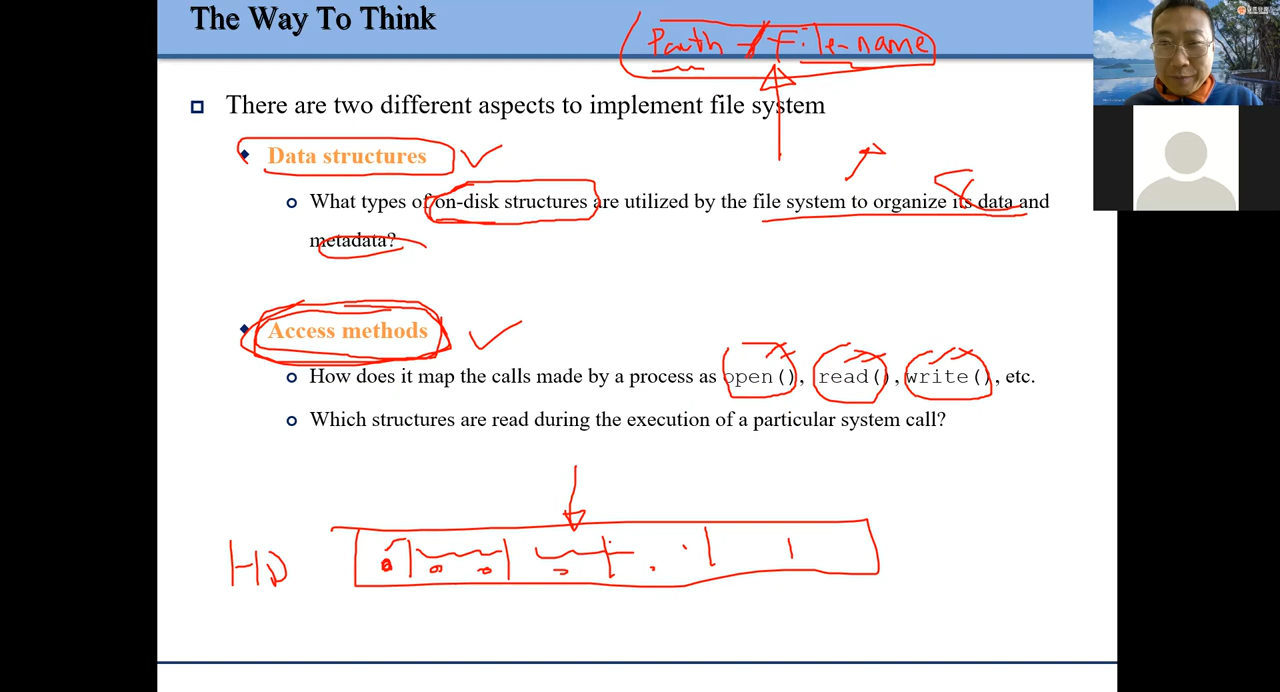 The Way To Think
Path / File-name
There are two different aspects to implement file system
Data structures
What types of on-disk structures are utilized by the file system to organize its data and
metadata?
Access methods
How does it map the calls made by a process as open(), read(), write(), etc.
Which structures are read during the execution of a particular system call?
HD